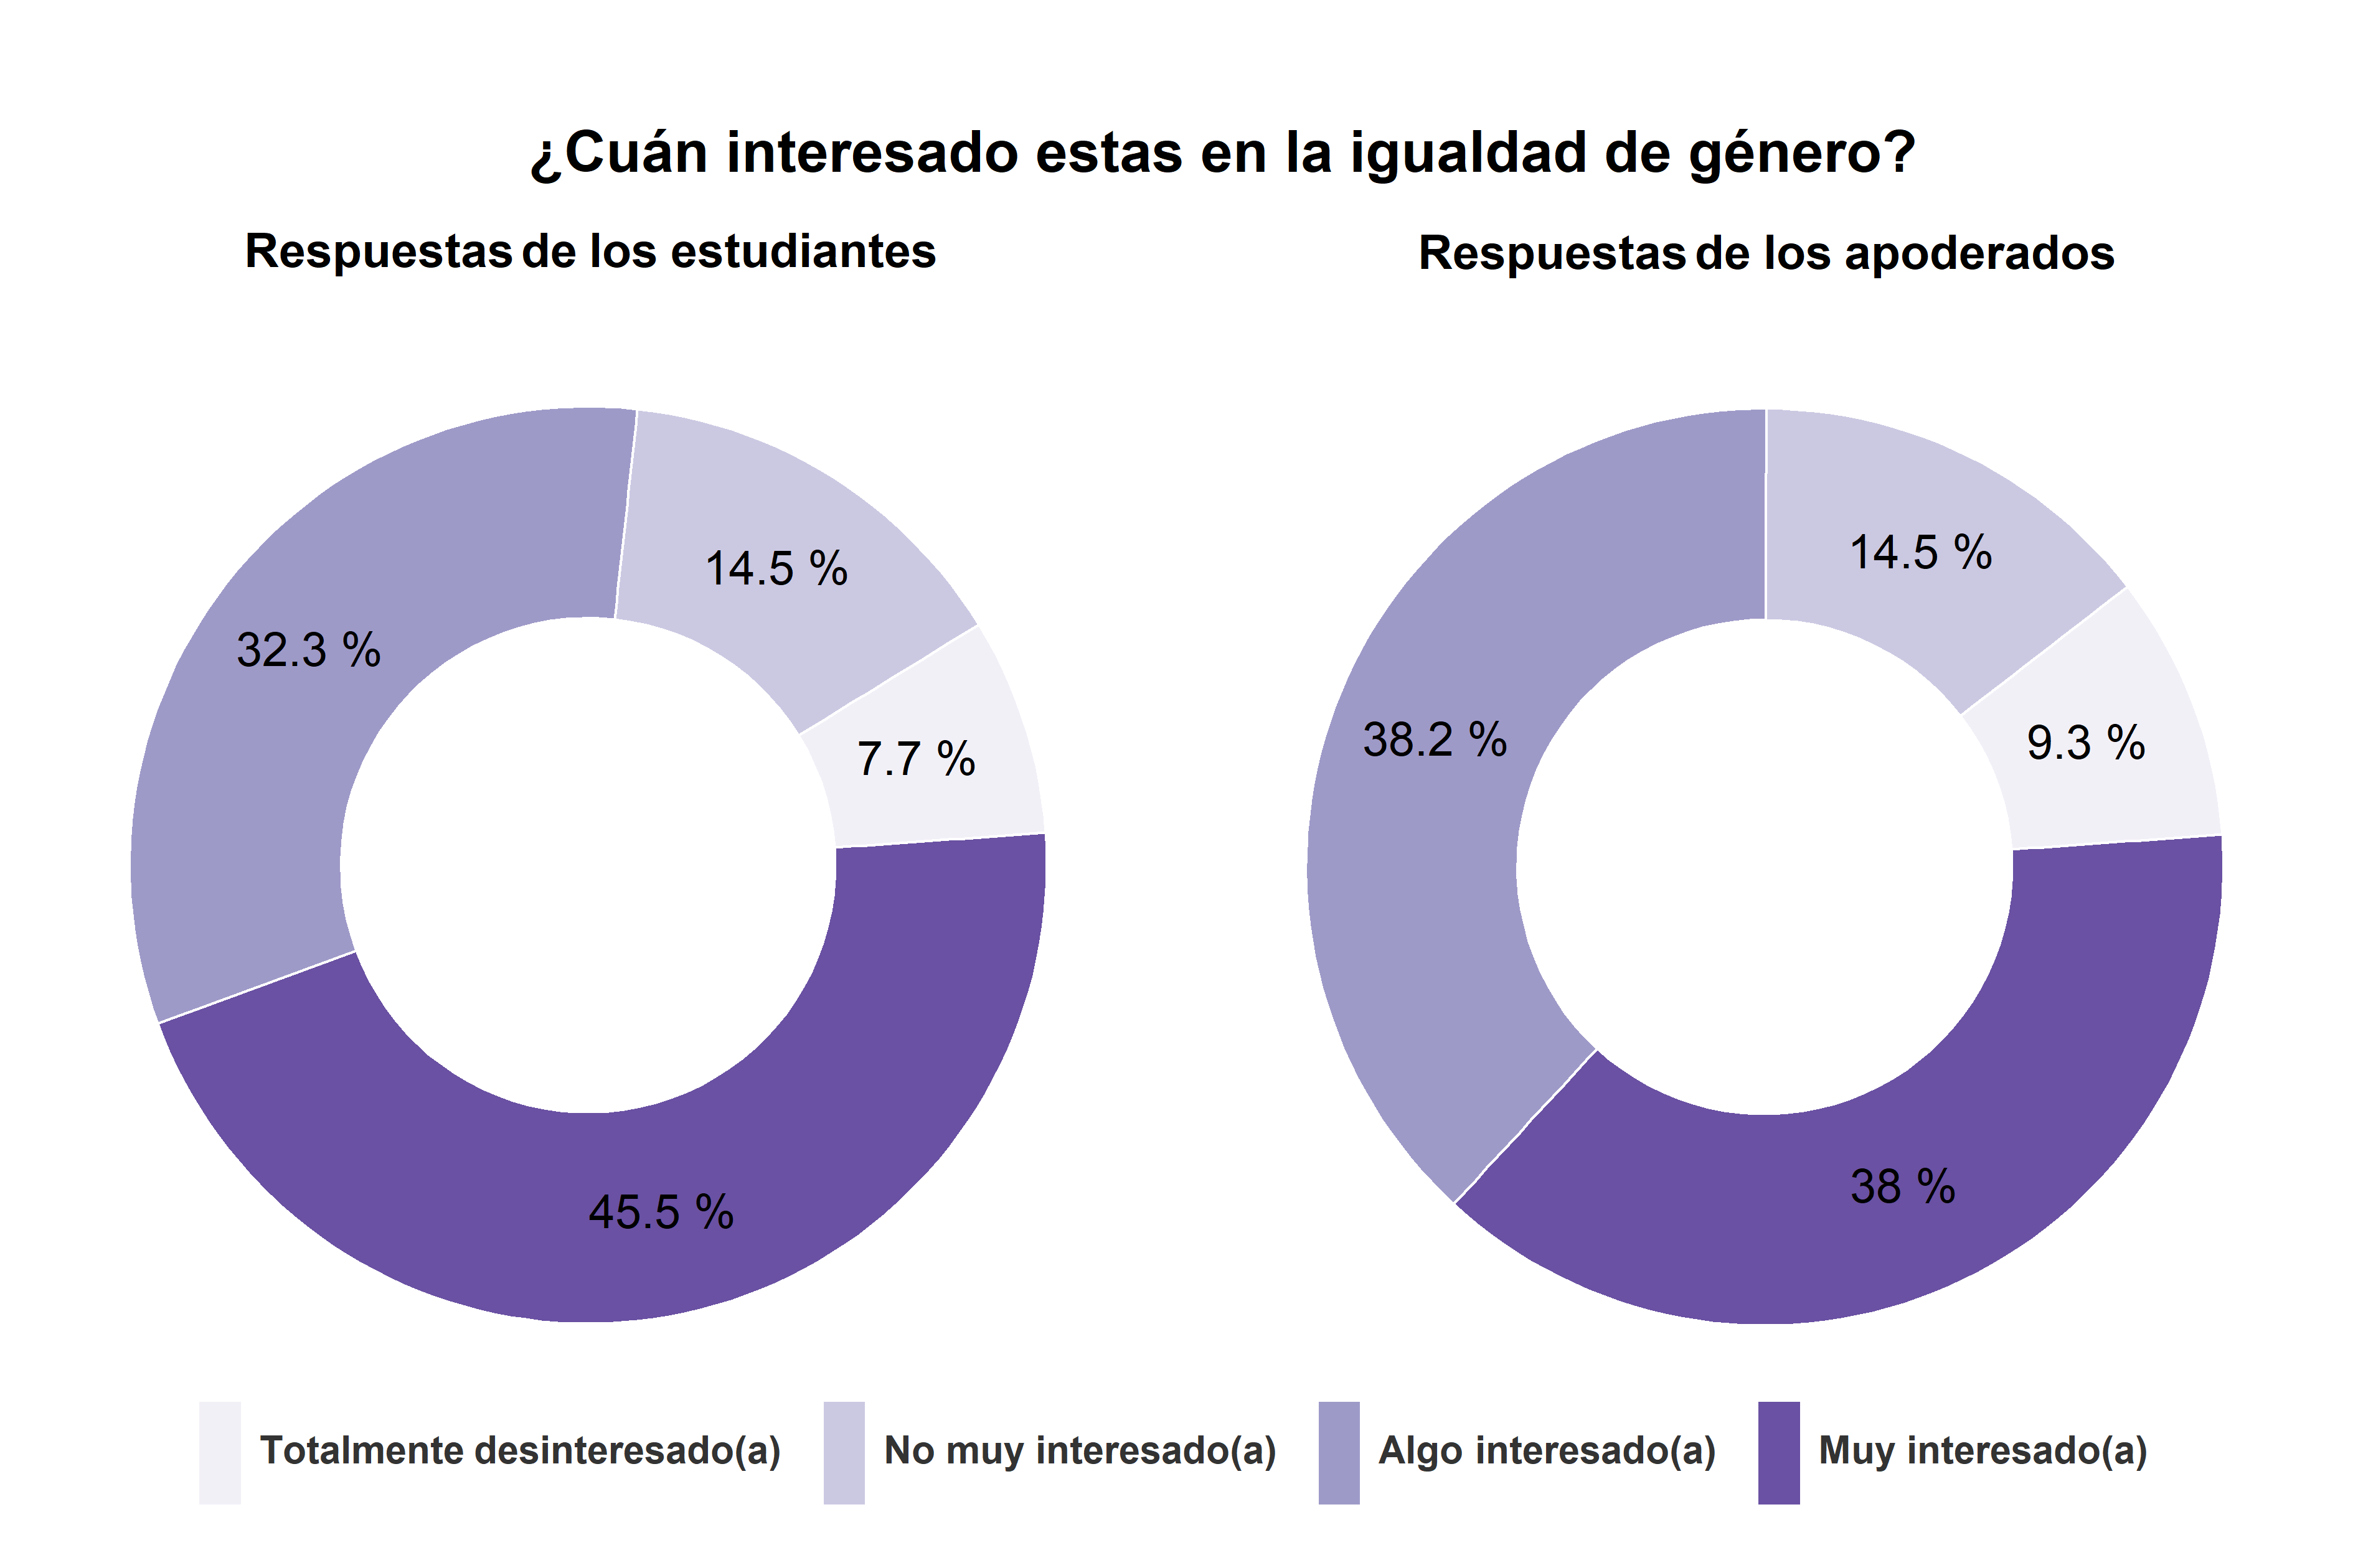 ¿Cuán interesado estas en la igualdad de género?
Respuestas de los estudiantes
Respuestas de los apoderados
14.5 %
32.3 %
7.7 %
45.5 %
14.5 %
38.2 %
9.3 %
38 %
Totalmente desinteresado(a)
No muy interesado(a)
Algo interesado(a)
Muy interesado(a)